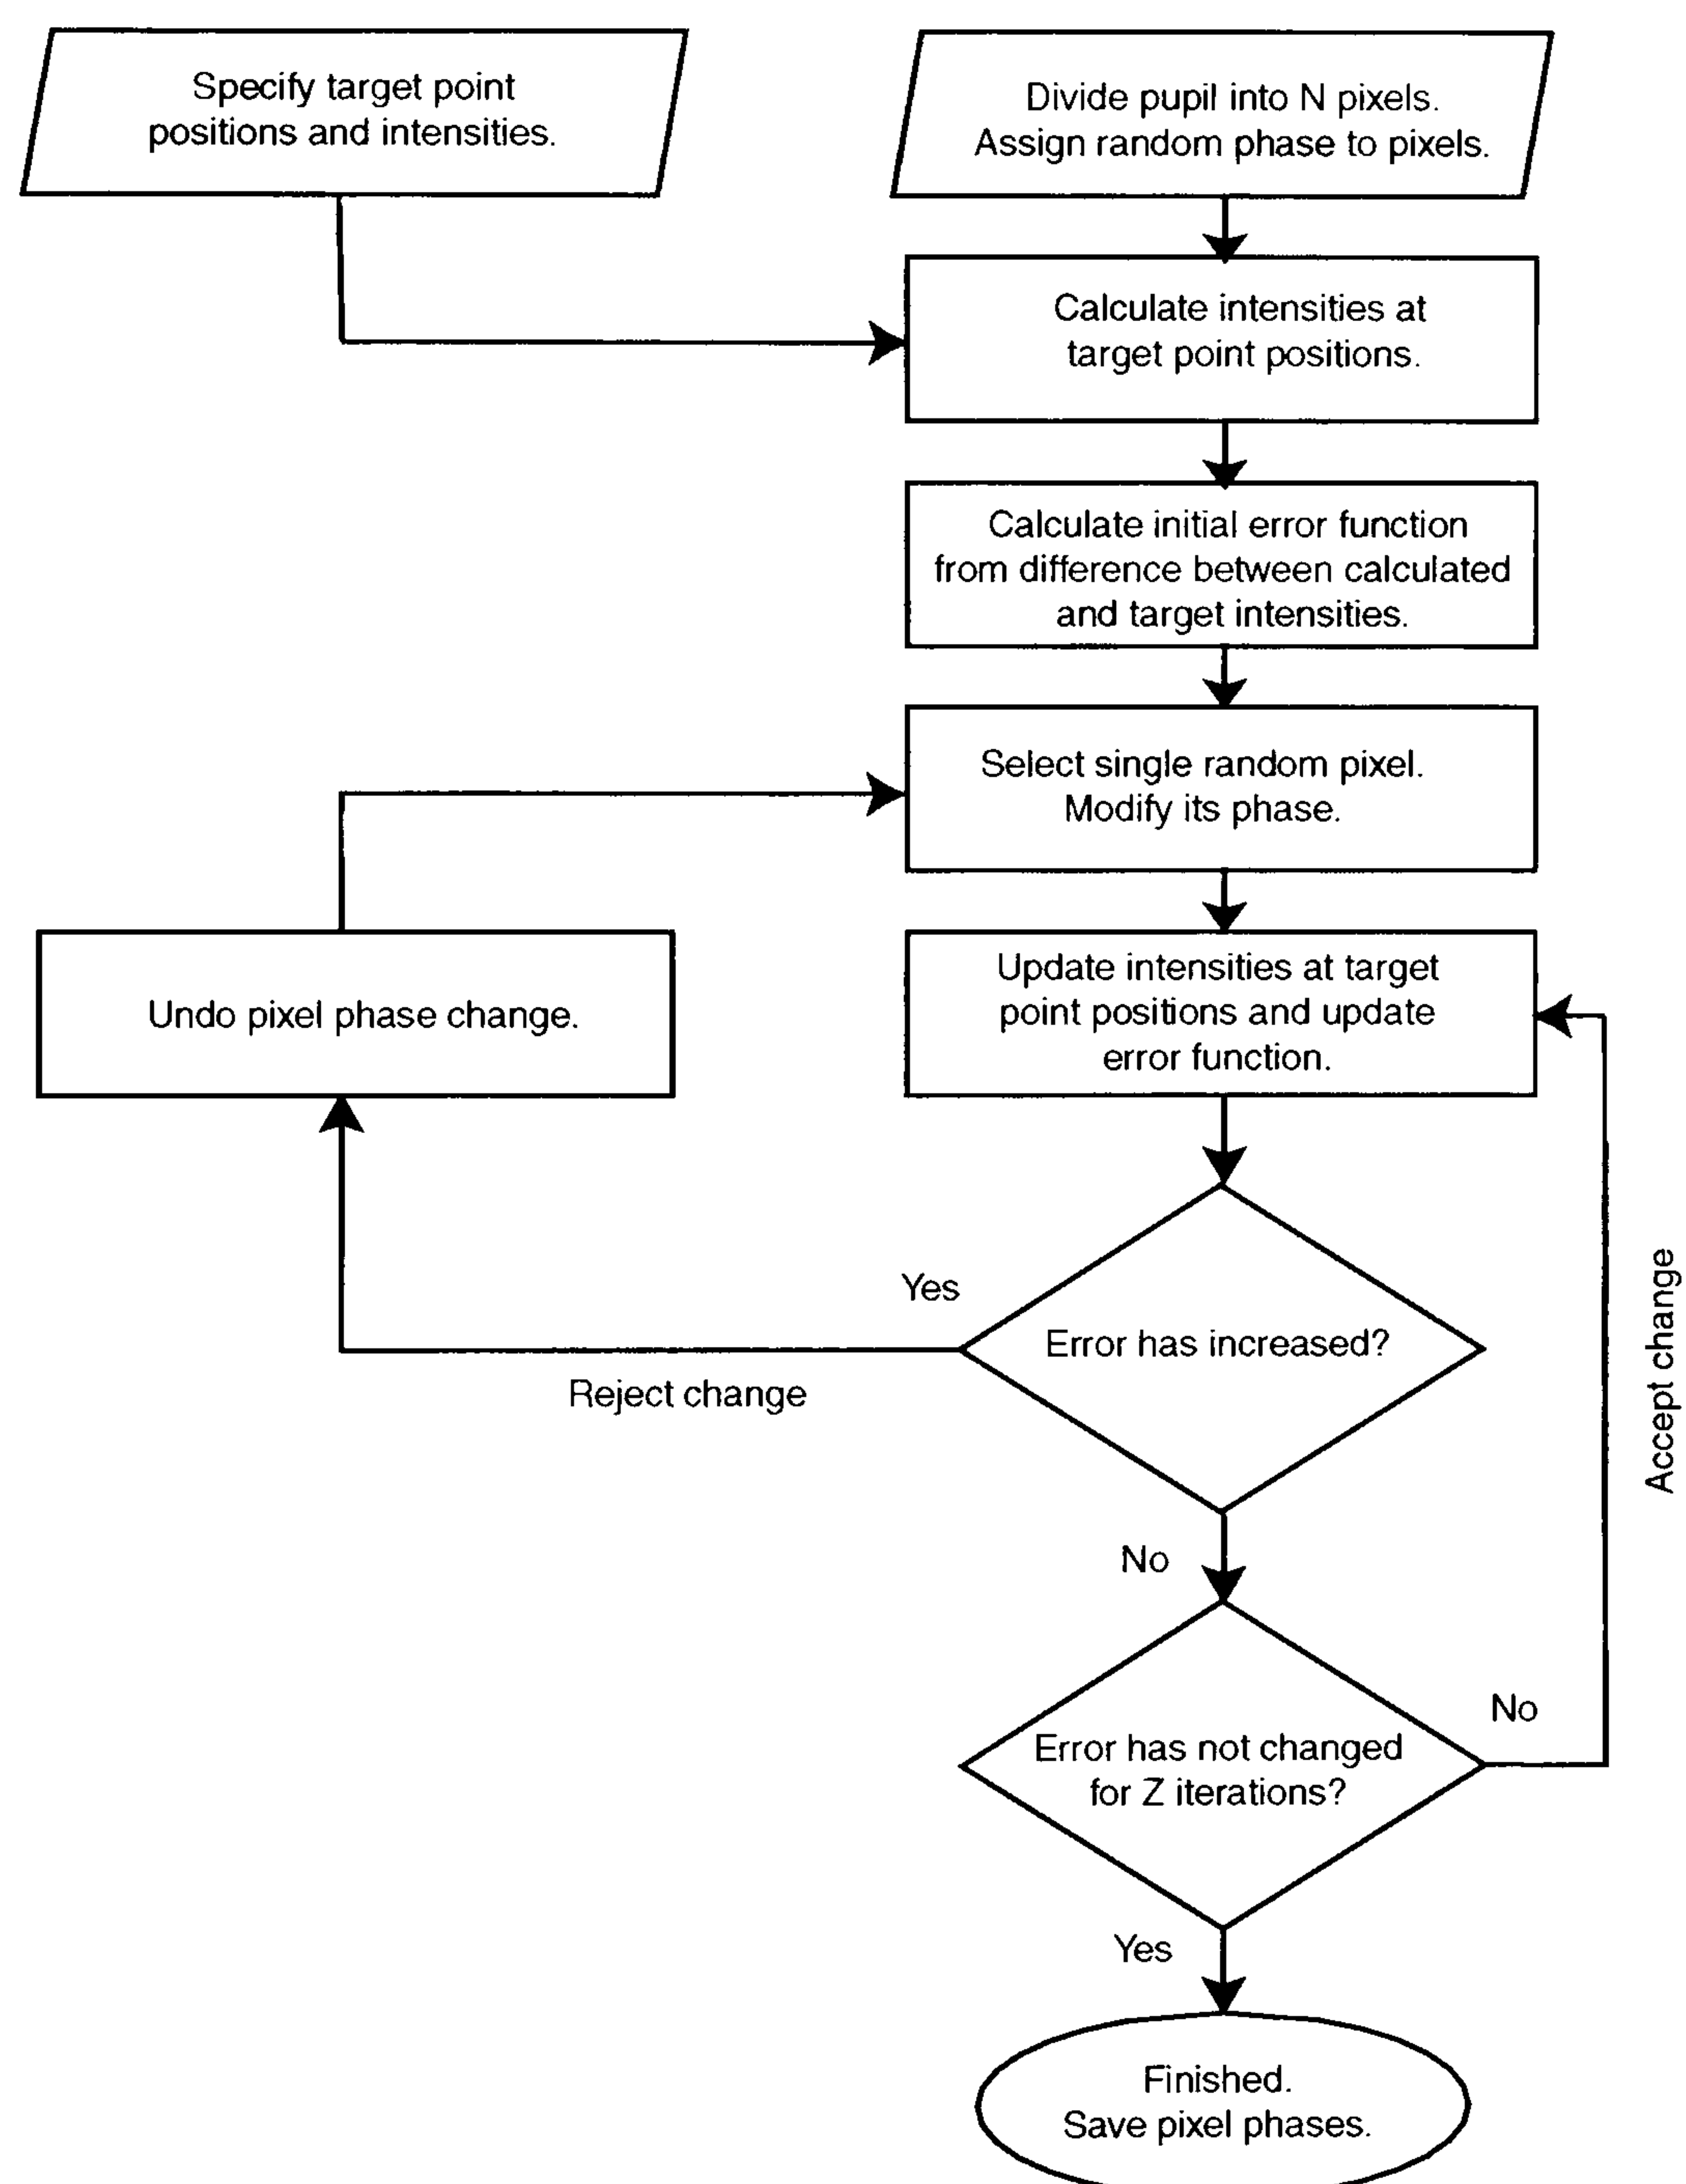 Specify target point
positions and intensities.
Divide pupil into N pixels.
Assign random phase to pixels.
Calculate intensities at
target point positions.
Calculate initial error function
from difference between calculated
and target intensities.
Select single random pixel.
Modify its phase.
Undo pixel phase change.
Update intensities at target
point positions and update
error function.
Yes
Error has increased?
Reject change
Accept change
No
No
Error has not changed
for Z iterations?
Yes
Finished.
Save pixel phases.